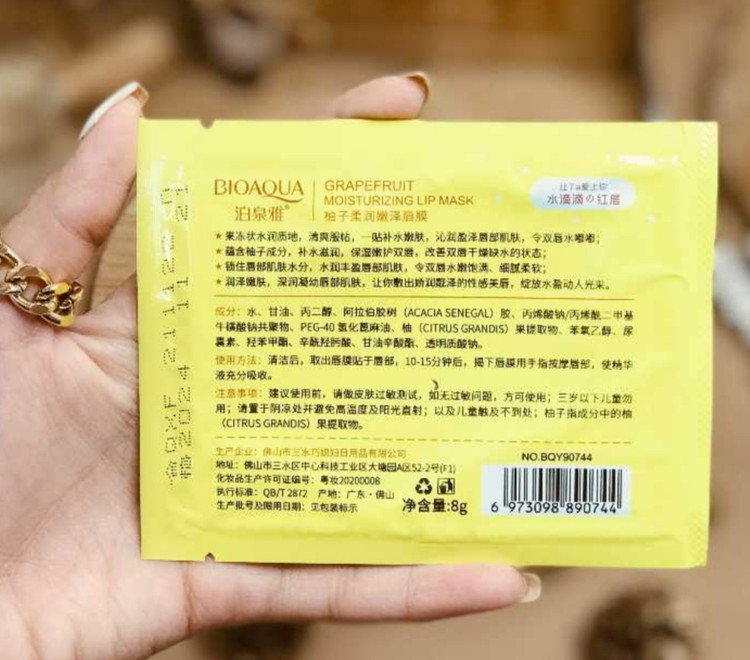 BIOAQUA
泊泉雅®
GRAPEFRUIT
MOISTURIZING LIP MASK
柚子柔润嫩泽唇膜
水滴滴の红唇
★果冻状水润质地，清爽服帖，一贴补水嫩肤，沁润盈泽唇部肌肤，令双唇水嘟嘟；
★蕴含柚子成分，补水滋润，保湿嫩护双唇，改善双唇干燥缺水的状态；
★锁住唇部肌肤水分，水润丰盈唇部肌肤，令双唇水嫩饱满、细腻柔软；
★润泽嫩肤，深润凝幼唇部肌肤，让你敷出娇润靓泽的性感美唇，绽放水盈动人光采。
成分：水、甘油、丙二醇、阿拉伯胶树（ACACIA SENEGAL）胶、丙烯酸钠/丙烯酰二甲基
牛磺酸钠共聚物、PEG-40 氢化蓖麻油、柚（CITRUS GRANDIS）果提取物、苯氧乙醇、尿
囊素、羟苯甲酯、辛酰羟肟酸、甘油辛酸酯、透明质酸钠。
使用方法：清洁后，取出唇膜贴于唇部，10-15分钟后，揭下唇膜用手指按摩唇部，使精华
液充分吸收。
注意事项：建议使用前，请做皮肤过敏测试，如无过敏问题，方可使用；三岁以下儿童勿
用；请置于阴凉处并避免高温度及阳光直射；以及儿童触及不到处；柚子指成分中的柚
（CITRUS GRANDIS）果提取物。
生产企业：佛山市三水巧媳妇日用品有限公司
地址：佛山市三水区中心科技工业区大塘园A区52-2号(F1)
化妆品生产许可证编号：粤妆20200008
执行标准：QB/T 2872 产地：广东·佛山
生产批号及限用日期：见包装标示
净含量:8g
NO.BQY90744
6 973098 890744